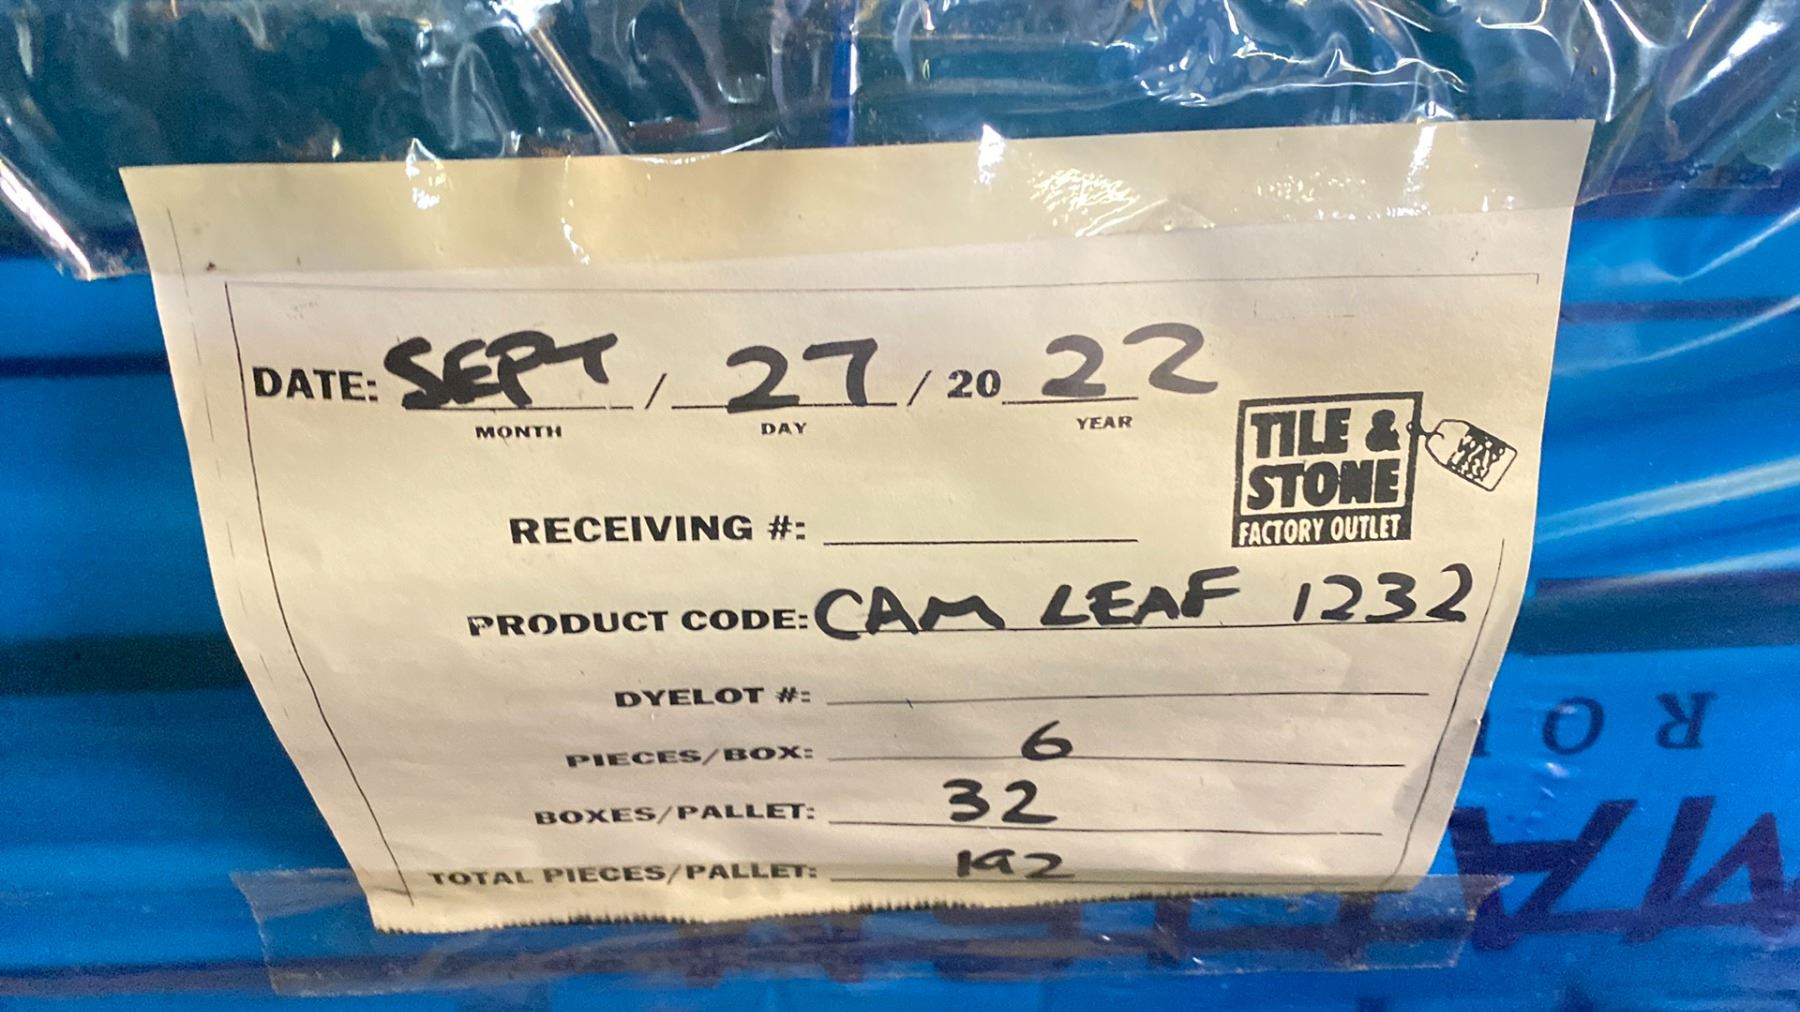 DATE: SEPT / 27 / 20 22
MONTH DAY YEAR
TILE &
STONE
FACTORY OUTLET
WAY
RECEIVING #:
PRODUCT CODE: CAM LEAF 1232
DYELOT #:
PIECES/BOX: 6
BOXES/PALLET: 32
TOTAL PIECES/PALLET: 192